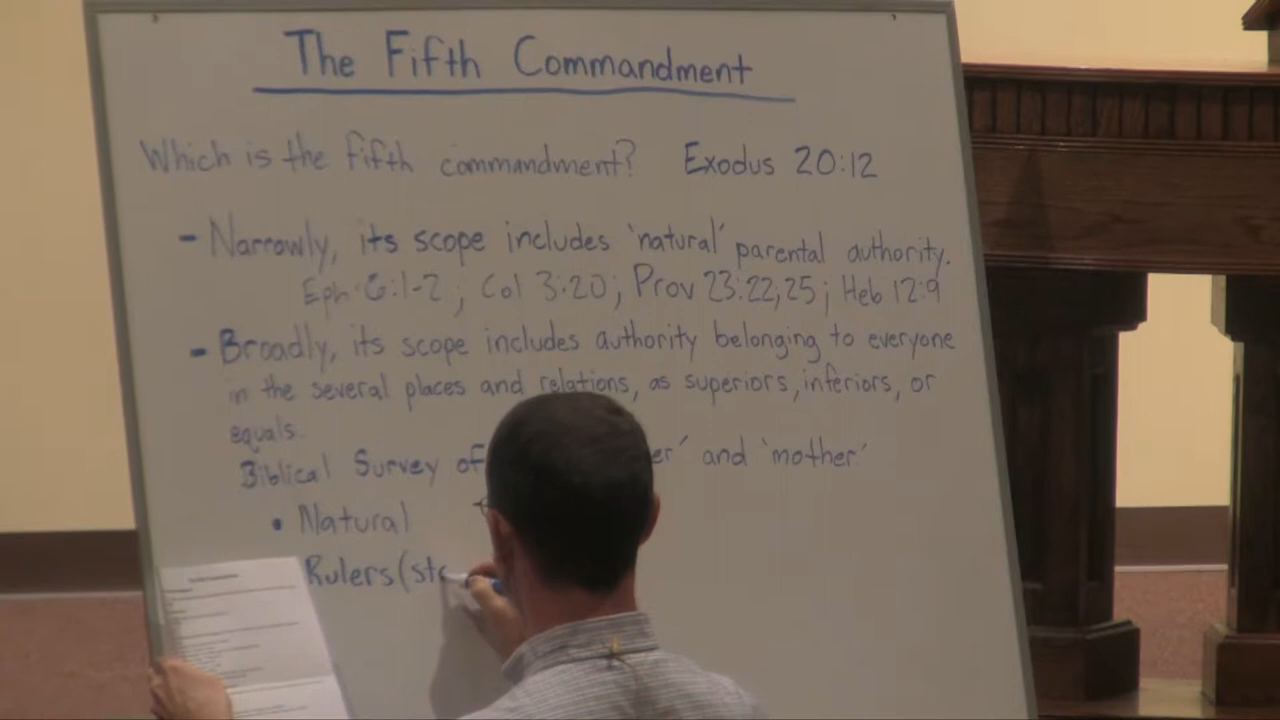 The Fifth Commandment
Which is the fifth commandment? Exodus 20:12
- Narrowly, its scope includes 'natural' parental authority.
Eph 6:1-2; Col 3:20; Prov 23:22,25; Heb 12:9
- Broadly, its scope includes authority belonging to everyone
in the several places and relations, as superiors, inferiors, or
equals.
Biblical Survey of er' and 'mother'
• Natural
Rulers (sta